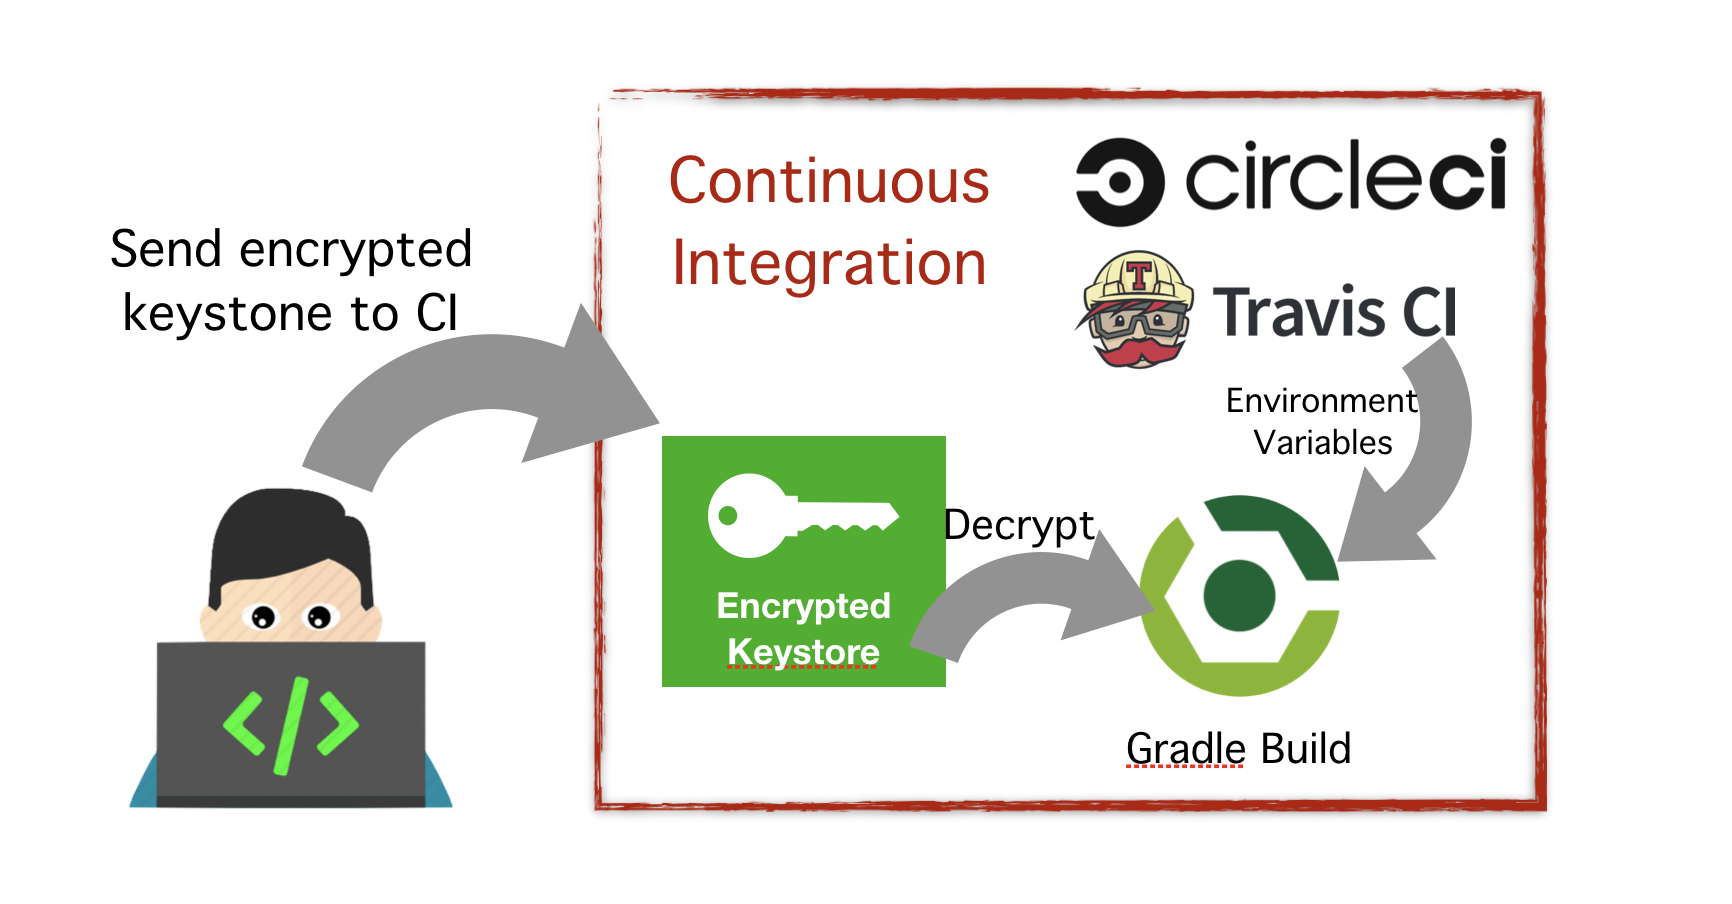 Send encrypted
keystone to CI
Continuous
Integration
circleci
T
Travis CI
Environment
Variables
Encrypted
Keystore
</>
Decrypt
Gradle Build